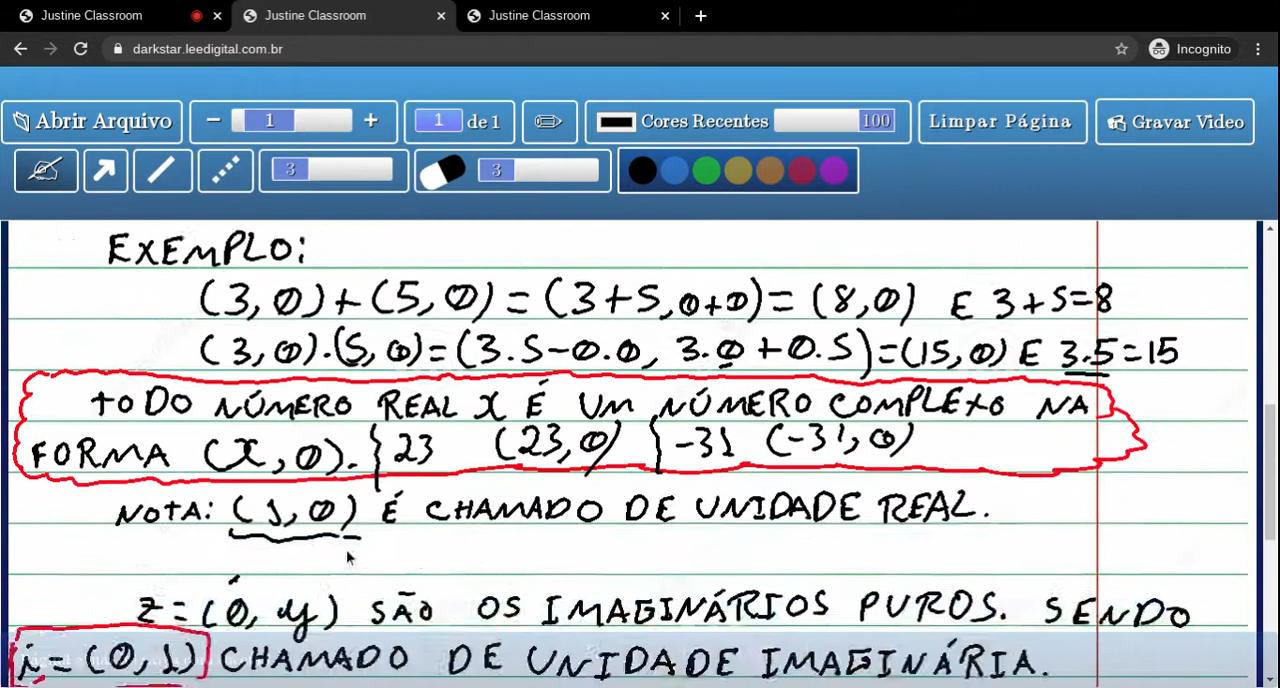 Justine Classroom
Justine Classroom
Justine Classroom
darkstar.leedigital.com.br
Incognito
Abrir Arquivo
− 1 +
1 de 1
Cores Recentes
100
Limpar Página
Gravar Video
3
3
EXEMPLO:
(3,0)+(5,0)=(3+5,0+0)=(8,0) E 3+5=8
(3,0).(5,0)=(3.5-0.0, 3.0+0.5)=(15,0) E 3.5=15
TODO NÚMERO REAL X É UM NÚMERO COMPLEXO NA
FORMA (X,0). {23 (23,0) {-31 (-31,0)
NOTA: (1,0) É CHAMADO DE UNIDADE REAL.
z=(0,y) SÃO OS IMAGINÁRIOS PUROS. SENDO
i=(0,1) CHAMADO DE UNIDADE IMAGINÁRIA.